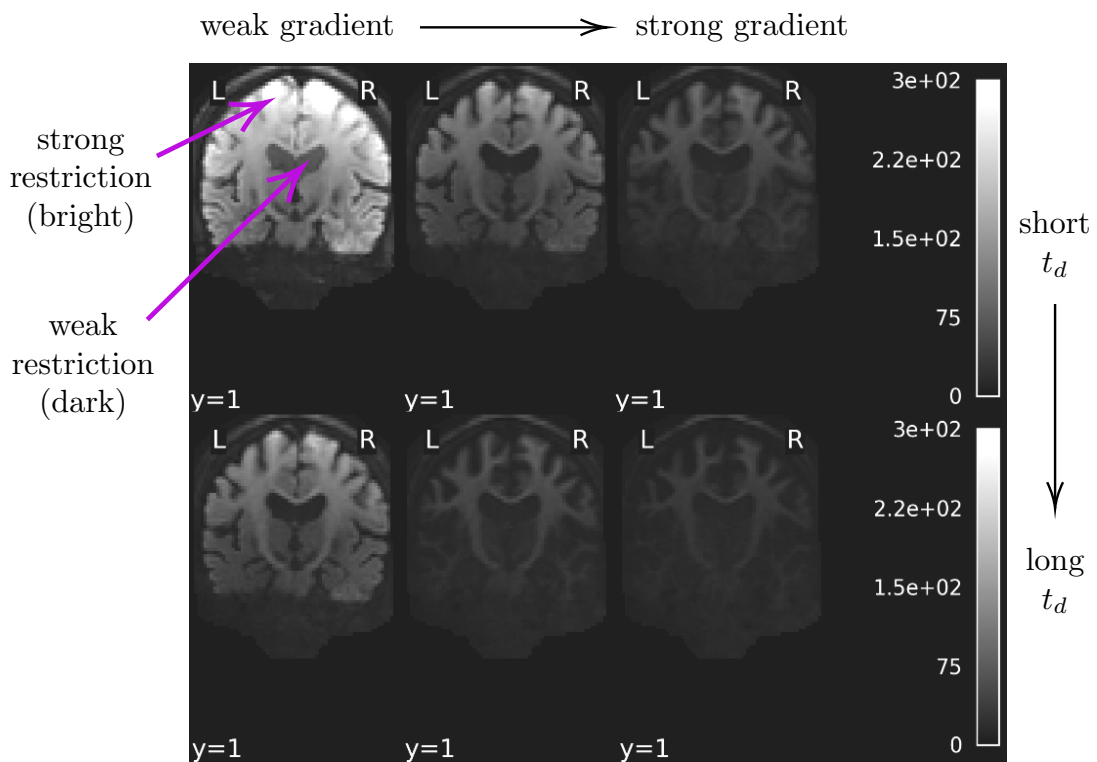 weak gradient
strong gradient
L
R
L
R
L
R
3e+02
2.2e+02
1.5e+02
75
0
strong
restriction
(bright)
weak
restriction
(dark)
short
t_d
y=1
y=1
y=1
L
R
L
R
L
R
3e+02
2.2e+02
1.5e+02
75
0
long
t_d
y=1
y=1
y=1